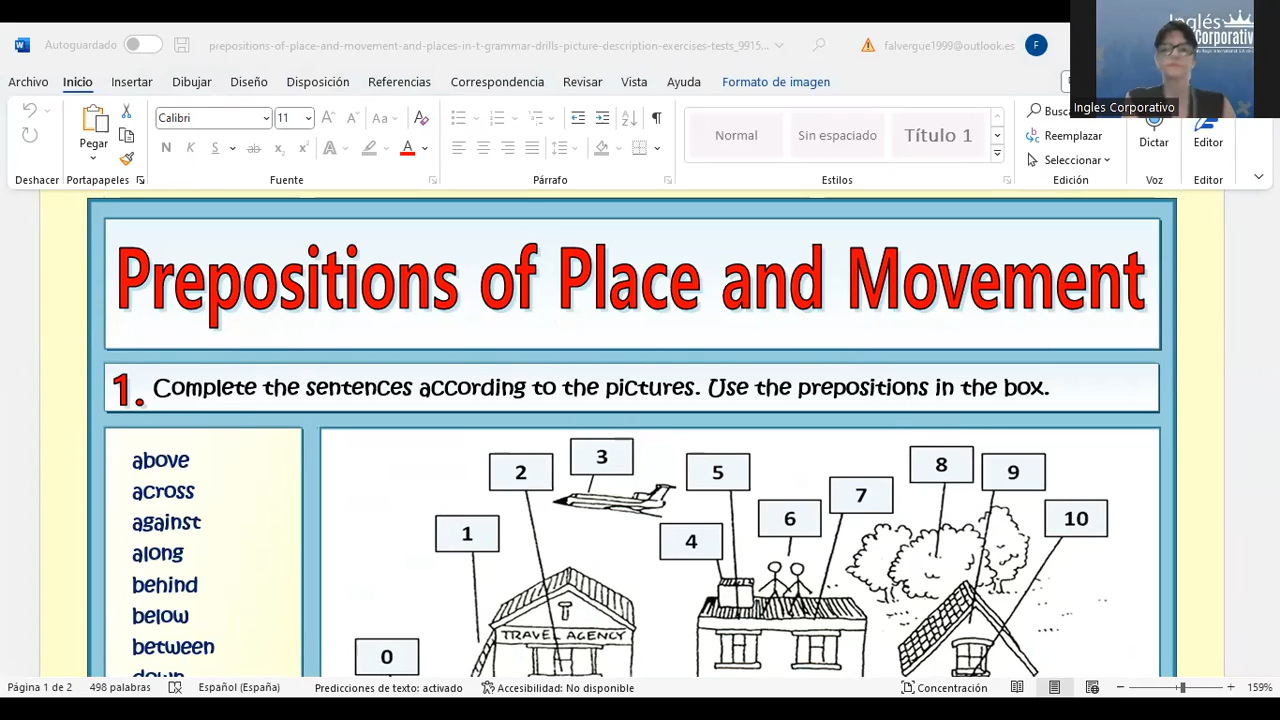 Autoguardado
prepositions-of-place-and-movement-and-places-in-t-grammar-drills-picture-description-exercises-tests_9915...
falvergue1999@outlook.es
F
Inglés
Corporativo
Ingles Corporativo
Archivo Inicio Insertar Dibujar Diseño Disposición Referencias Correspondencia Revisar Vista Ayuda Formato de imagen
Calibri 11
Pegar
Normal Sin espaciado Título 1
Reemplazar
Seleccionar
Dictar Editor
Deshacer Portapapeles Fuente Párrafo Estilos Edición Voz Editor
Prepositions of Place and Movement
1. Complete the sentences according to the pictures. Use the prepositions in the box.
above
across
against
along
behind
below
between
down
0
1
2
3
4
5
6
7
8
9
10
T
TRAVEL AGENCY
Página 1 de 2 498 palabras Español (España) Predicciones de texto: activado Accesibilidad: No disponible Concentración 159%